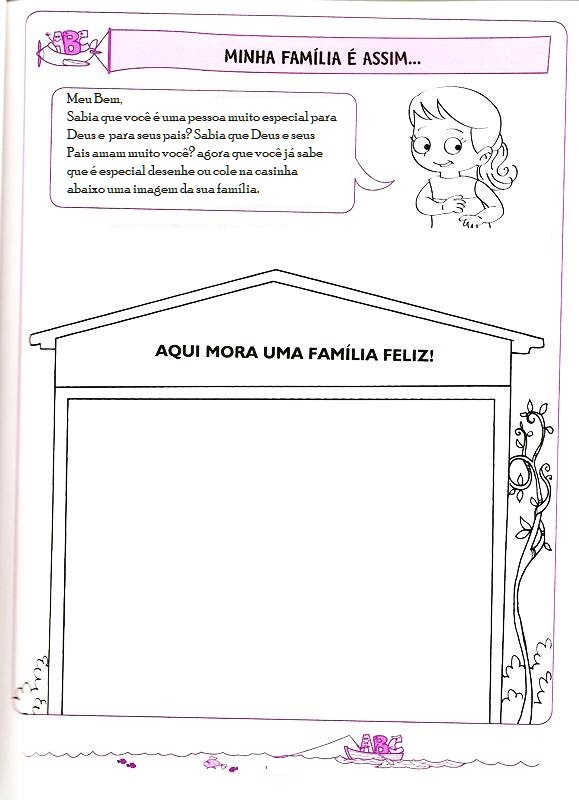 ABC
MINHA FAMÍLIA É ASSIM...
Meu Bem,
Sabia que você é uma pessoa muito especial para
Deus e para seus pais? Sabia que Deus e seus
Pais amam muito você? agora que você já sabe
que é especial desenhe ou cole na casinha
abaixo uma imagem da sua família.
AQUI MORA UMA FAMÍLIA FELIZ!
ABC
1